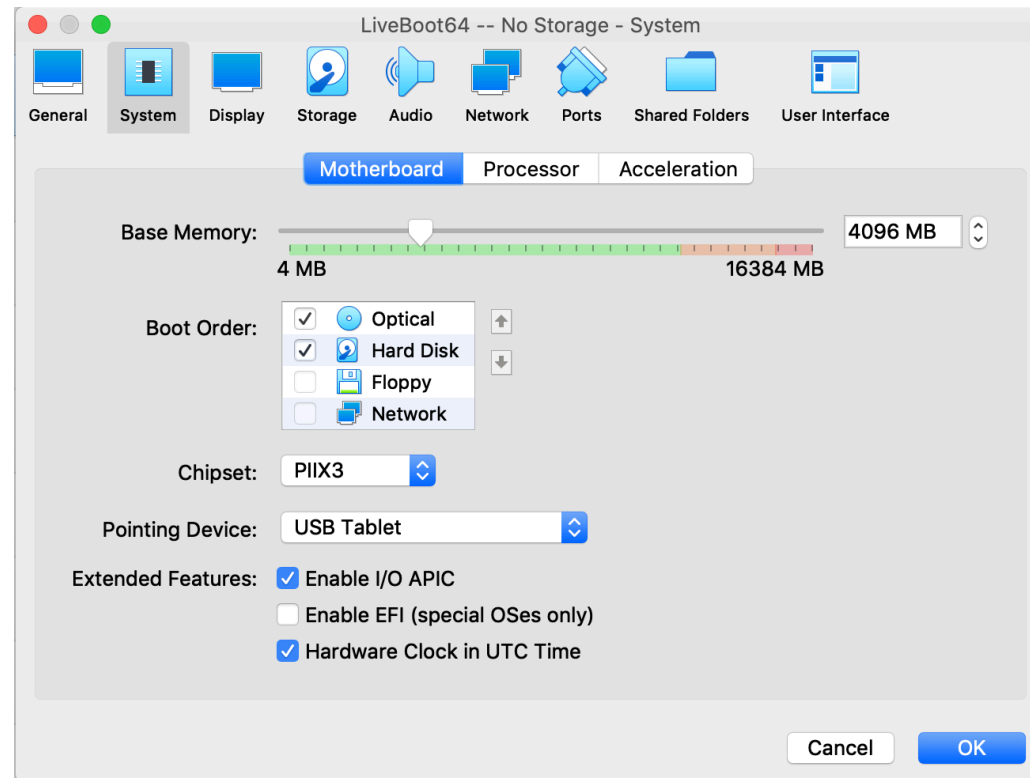 LiveBoot64 -- No Storage - System
General System Display Storage Audio Network Ports Shared Folders User Interface
Motherboard Processor Acceleration
Base Memory: 4096 MB
4 MB 16384 MB
Boot Order: Optical
Hard Disk
Floppy
Network
Chipset: PIIX3
Pointing Device: USB Tablet
Extended Features: Enable I/O APIC
Enable EFI (special OSes only)
Hardware Clock in UTC Time
Cancel OK